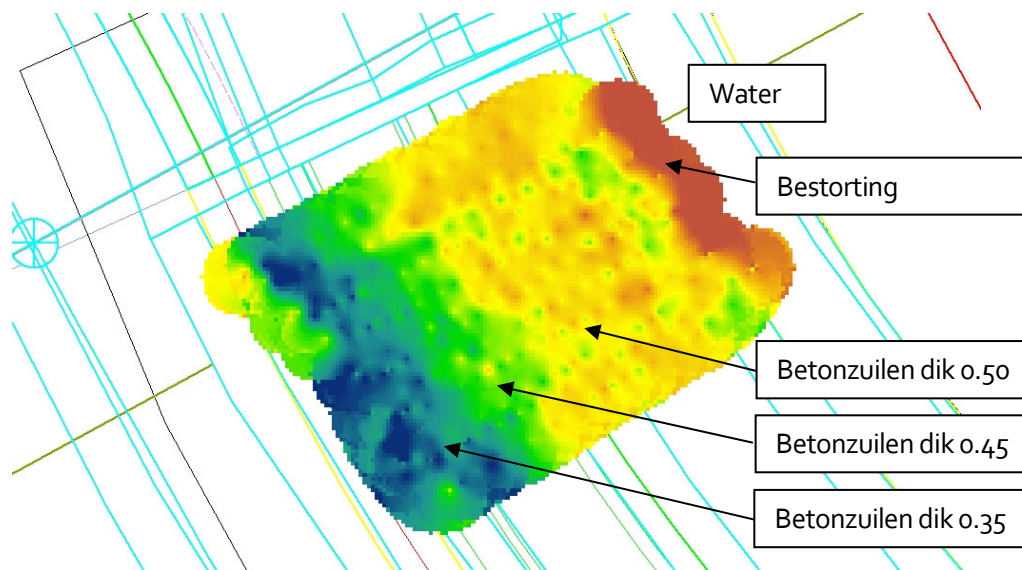 Water
Bestorting
Betonzuilen dik 0.50
Betonzuilen dik 0.45
Betonzuilen dik 0.35